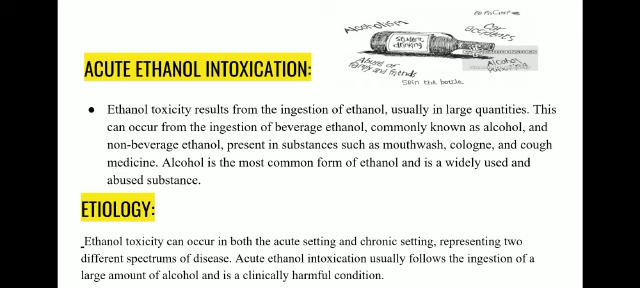 Alcoholism
Car accidents
student drinking
Abuse of family and friends
Alcohol
Spin the bottle
ACUTE ETHANOL INTOXICATION:
● Ethanol toxicity results from the ingestion of ethanol, usually in large quantities. This
can occur from the ingestion of beverage ethanol, commonly known as alcohol, and
non-beverage ethanol, present in substances such as mouthwash, cologne, and cough
medicine. Alcohol is the most common form of ethanol and is a widely used and
abused substance.
ETIOLOGY:
Ethanol toxicity can occur in both the acute setting and chronic setting, representing two
different spectrums of disease. Acute ethanol intoxication usually follows the ingestion of a
large amount of alcohol and is a clinically harmful condition.